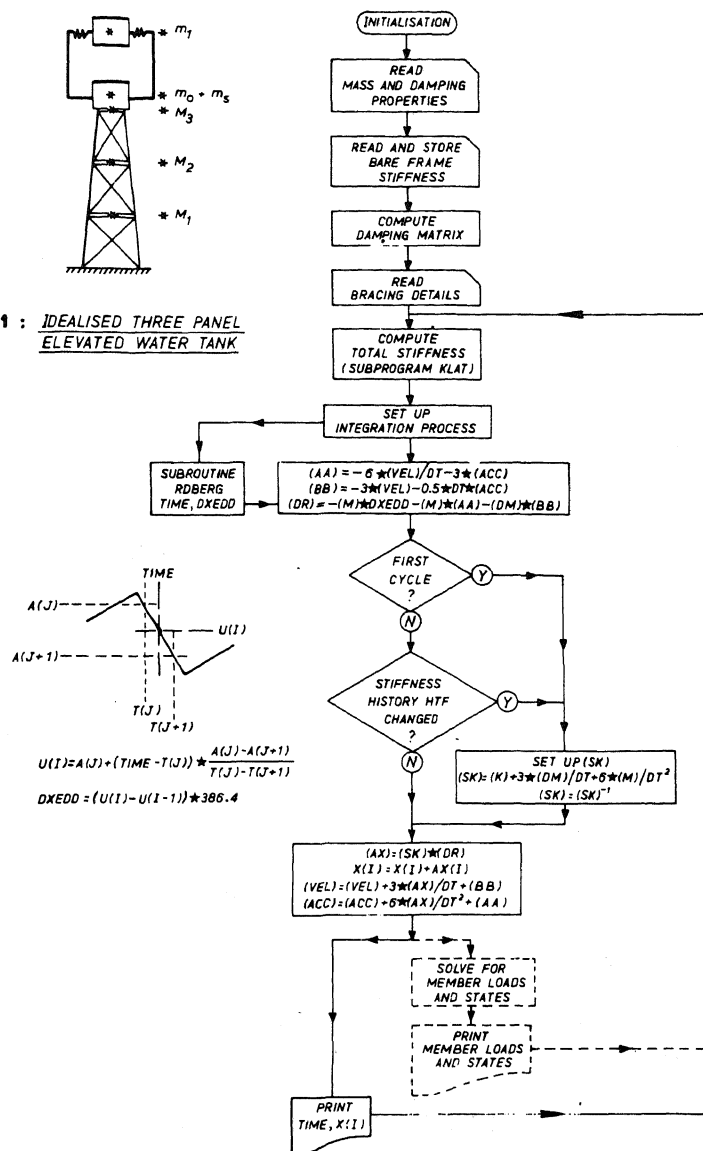 * m₁
* m₀ + mₛ
* M₃
* M₂
* M₁
1 : IDEALISED THREE PANEL
ELEVATED WATER TANK
INITIALISATION
READ
MASS AND DAMPING
PROPERTIES
READ AND STORE
BARE FRAME
STIFFNESS
COMPUTE
DAMPING MATRIX
READ
BRACING DETAILS
COMPUTE
TOTAL STIFFNESS
(SUBPROGRAM KLAT)
SET UP
INTEGRATION PROCESS
SUBROUTINE
RDBERG
TIME, DXEDD
(AA) = -6★(VEL)/DT-3★(ACC)
(BB) = -3★(VEL)-0.5★DT★(ACC)
(DR) = -(M)★DXEDD-(M)★(AA)-(DM)★(BB)
FIRST
CYCLE
?
Y
N
STIFFNESS
HISTORY HTF
CHANGED
?
Y
N
SET UP (SK)
(SK)=(K)+3★(DM)/DT+6★(M)/DT²
(SK)=(SK)⁻¹
TIME
A(J)
U(I)
A(J+1)
T(J)
T(J+1)
U(I)=A(J)+(TIME-T(J))★ A(J)-A(J+1)
T(J)-T(J+1)
DXEDD=(U(I)-U(I-1))★386.4
(AX)=(SK)★(DR)
X(I)=X(I)+AX(I)
(VEL)=(VEL)+3★(AX)/DT+(BB)
(ACC)=(ACC)+6★(AX)/DT²+(AA)
SOLVE FOR
MEMBER LOADS
AND STATES
PRINT
MEMBER LOADS
AND STATES
PRINT
TIME, X(I)